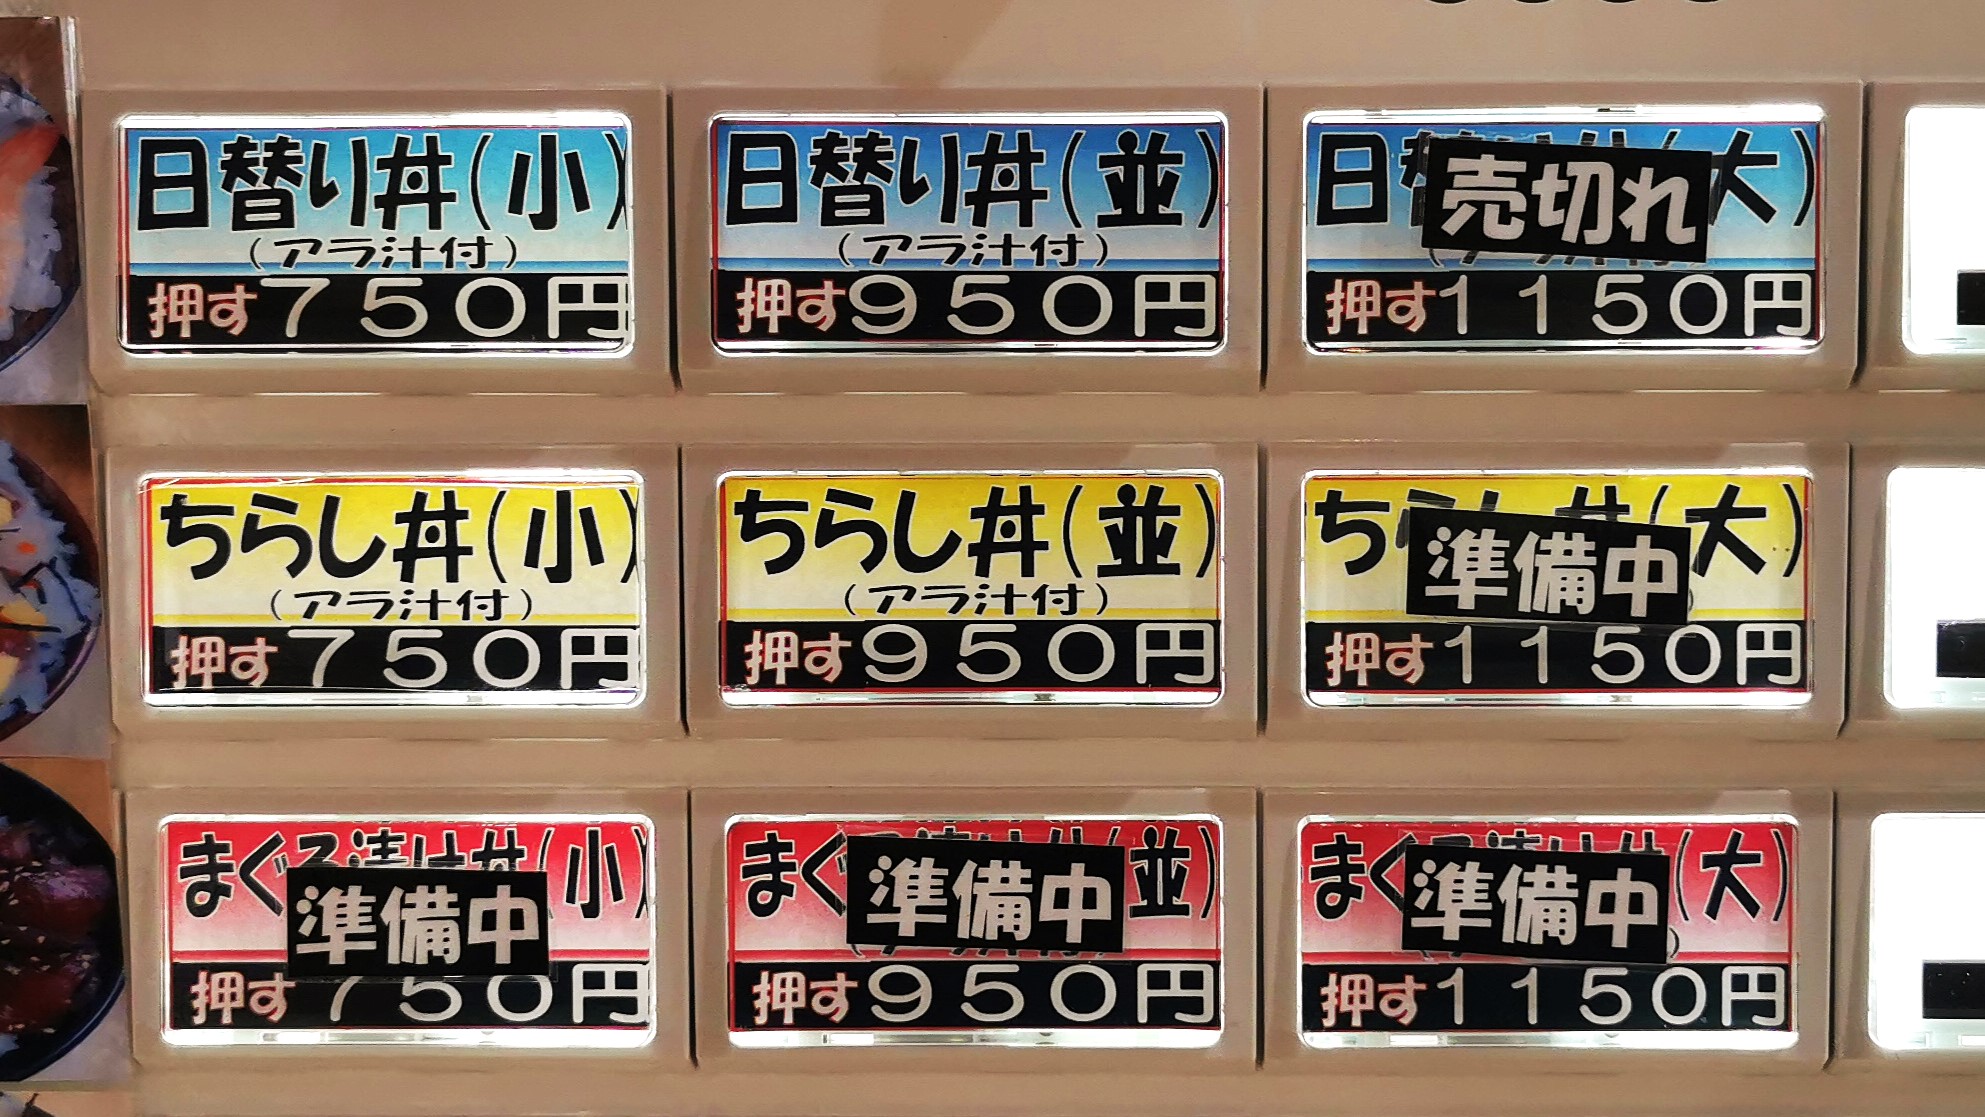 日替り丼(小)
(アラ汁付)
押す750円
日替り丼(並)
(アラ汁付)
押す950円
日 大)
売切れ
押す1150円
ちらし丼(小)
(アラ汁付)
押す750円
ちらし丼(並)
(アラ汁付)
押す950円
ち (大)
準備中
押す1150円
まぐろ漬け丼(小)
準備中
押す750円
まぐ (並)
準備中
押す950円
まぐ (大)
準備中
押す1150円